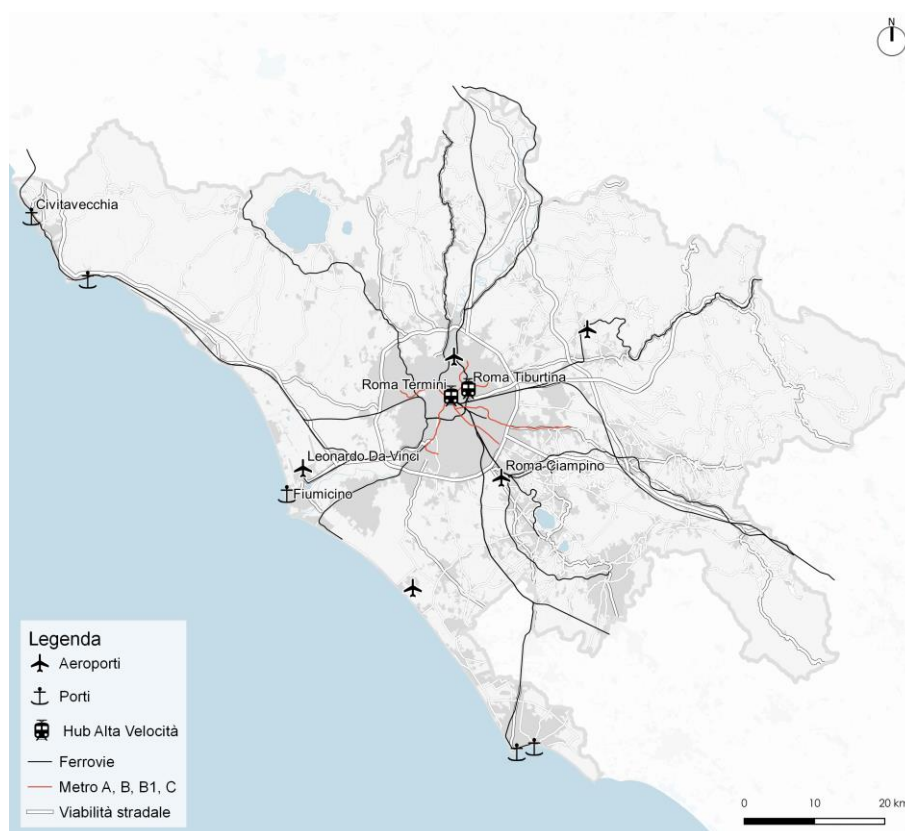 N
Civitavecchia
Roma Termini
Roma Tiburtina
Leonardo Da Vinci
Roma Ciampino
Fiumicino
Legenda
Aeroporti
Porti
Hub Alta Velocità
Ferrovie
Metro A, B, B1, C
Viabilità stradale
0 10 20 km